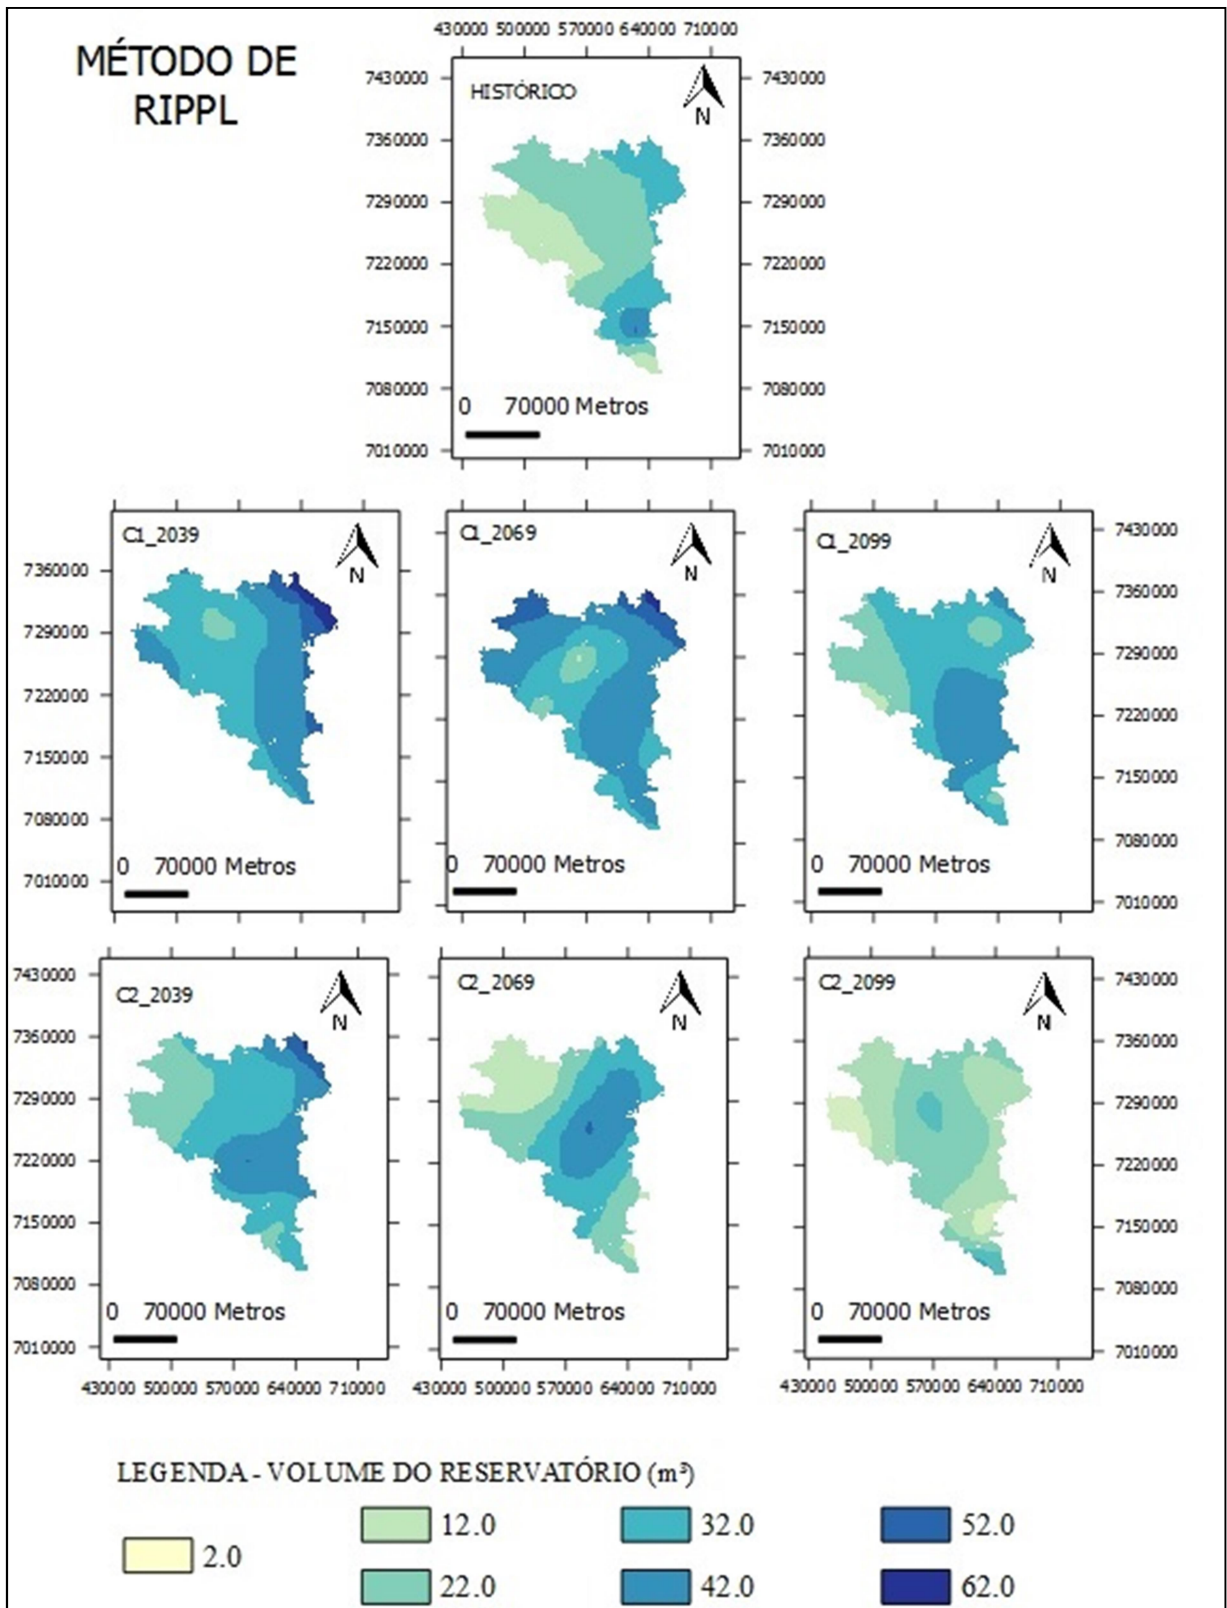 MÉTODO DE
RIPPL
430000 500000 570000 640000 710000
HISTÓRICO
N
7430000 7430000
7360000 7360000
7290000 7290000
7220000 7220000
7150000 7150000
7080000 7080000
7010000 7010000
0 70000 Metros
C1_2039 C1_2069 C1_2099
N N N
7430000
7360000 7360000
7290000 7290000
7220000 7220000
7150000 7150000
7080000 7080000
7010000 7010000
0 70000 Metros 0 70000 Metros 0 70000 Metros
C2_2039 C2_2069 C2_2099
N N N
7430000 7430000
7360000 7360000
7290000 7290000
7220000 7220000
7150000 7150000
7080000 7080000
7010000 7010000
0 70000 Metros 0 70000 Metros 0 70000 Metros
430000 500000 570000 640000 710000 430000 500000 570000 640000 710000 430000 500000 570000 640000 710000
LEGENDA - VOLUME DO RESERVATÓRIO (m³)
2.0
12.0 32.0 52.0
22.0 42.0 62.0